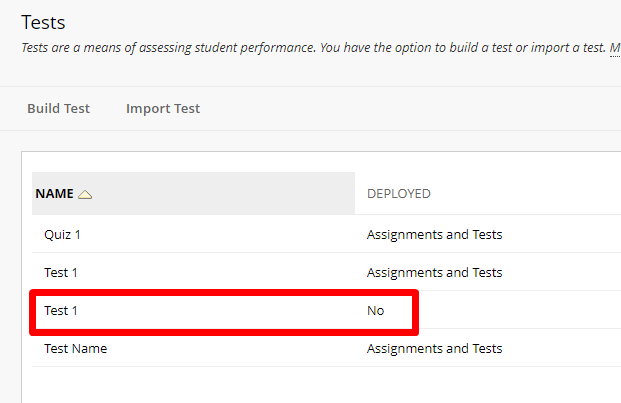 Tests
Tests are a means of assessing student performance. You have the option to build a test or import a test. M
Build Test Import Test
NAME DEPLOYED
Quiz 1 Assignments and Tests
Test 1 Assignments and Tests
Test 1 No
Test Name Assignments and Tests